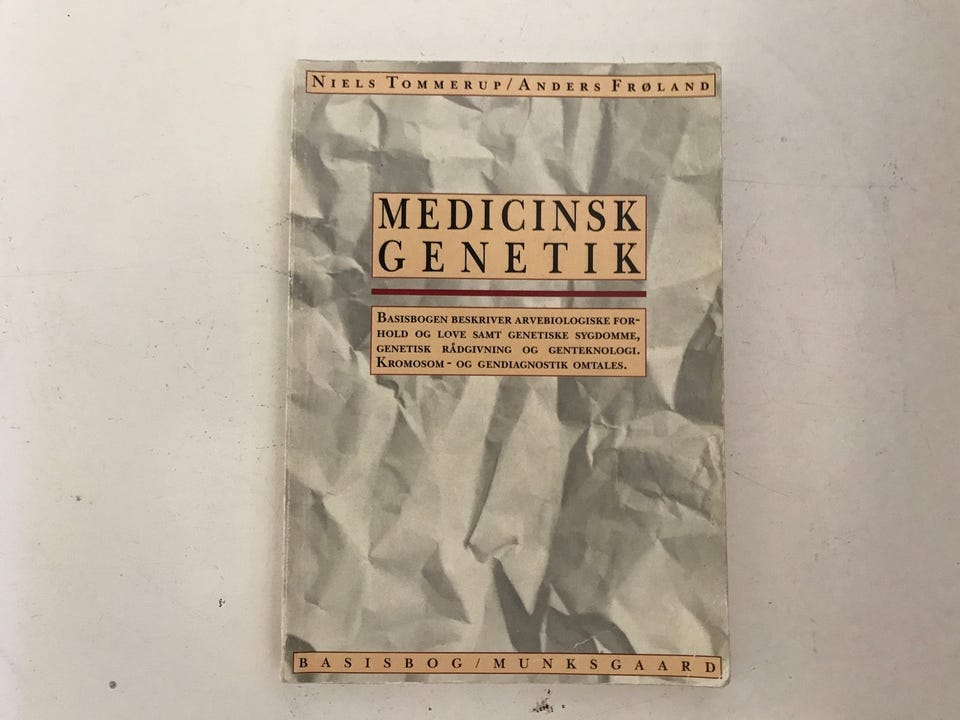 NIELS TOMMERUP/ANDERS FRØLAND
MEDICINSK
GENETIK
BASISBOGEN BESKRIVER ARVEBIOLOGISKE FOR-
HOLD OG LOVE SAMT GENETISKE SYGDOMME,
GENETISK RÅDGIVNING OG GENTEKNOLOGI.
KROMOSOM- OG GENDIAGNOSTIK OMTALES.
BASISBOG/MUNKSGAARD